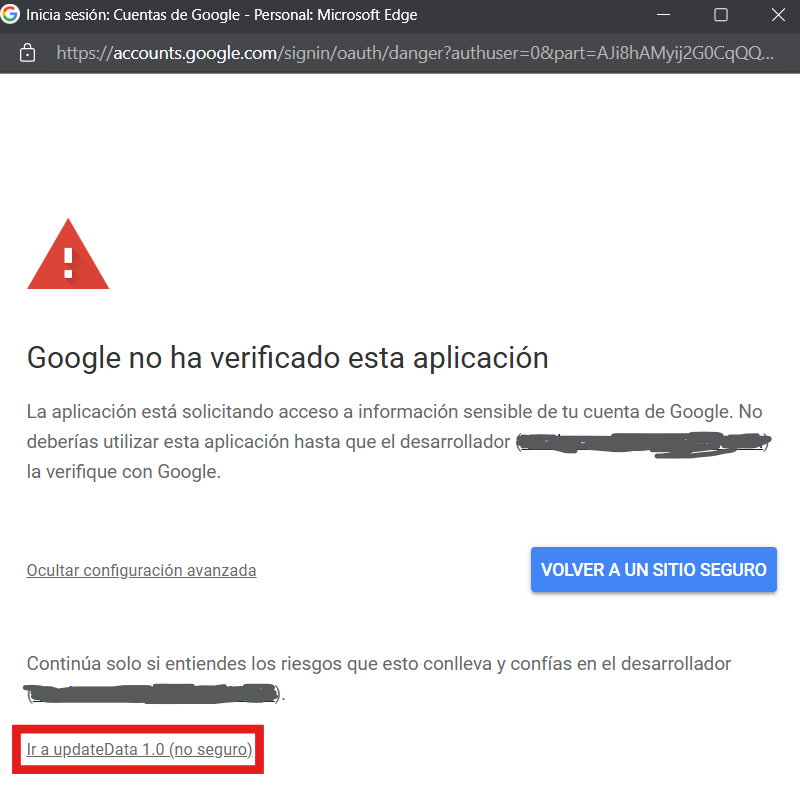 Inicia sesión: Cuentas de Google - Personal: Microsoft Edge
https://accounts.google.com/signin/oauth/danger?authuser=0&part=AJi8hAMyij2G0CqQQ...
Google no ha verificado esta aplicación
La aplicación está solicitando acceso a información sensible de tu cuenta de Google. No
deberías utilizar esta aplicación hasta que el desarrollador ( )
la verifique con Google.
Ocultar configuración avanzada
VOLVER A UN SITIO SEGURO
Continúa solo si entiendes los riesgos que esto conlleva y confías en el desarrollador
( ).
Ir a updateData 1.0 (no seguro)